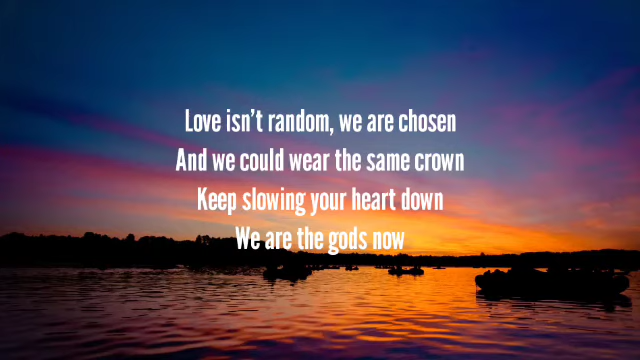 Love isn’t random, we are chosen
And we could wear the same crown
Keep slowing your heart down
We are the gods now